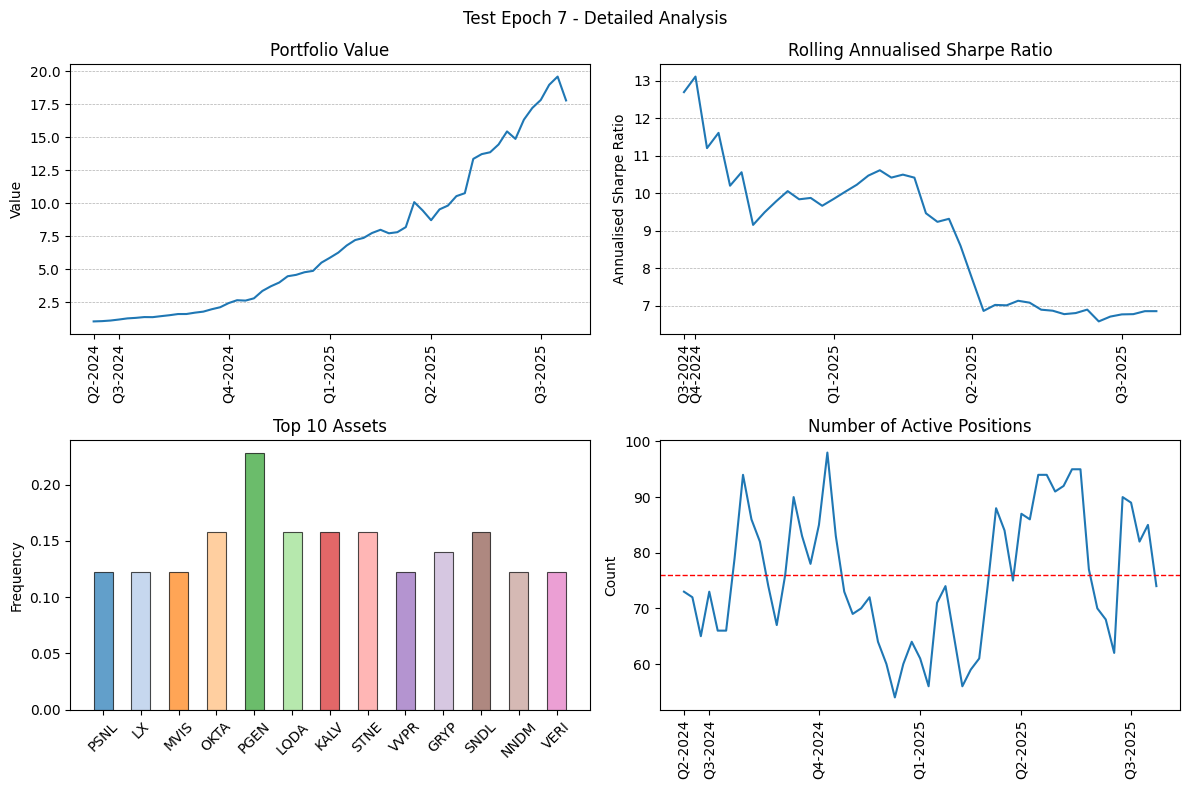 Test Epoch 7 - Detailed Analysis
Portfolio Value
Value
20.0
17.5
15.0
12.5
10.0
7.5
5.0
2.5
Q2-2024
Q3-2024
Q4-2024
Q1-2025
Q2-2025
Q3-2025
Rolling Annualised Sharpe Ratio
Annualised Sharpe Ratio
13
12
11
10
9
8
7
Q3-2024
Q4-2024
Q1-2025
Q2-2025
Q3-2025
Top 10 Assets
Frequency
0.20
0.15
0.10
0.05
0.00
PSNL
LX
MVIS
OKTA
PGEN
LQDA
KALV
STNE
VVPR
GRYP
SNDL
NNDM
VERI
Number of Active Positions
Count
100
90
80
70
60
Q2-2024
Q3-2024
Q4-2024
Q1-2025
Q2-2025
Q3-2025